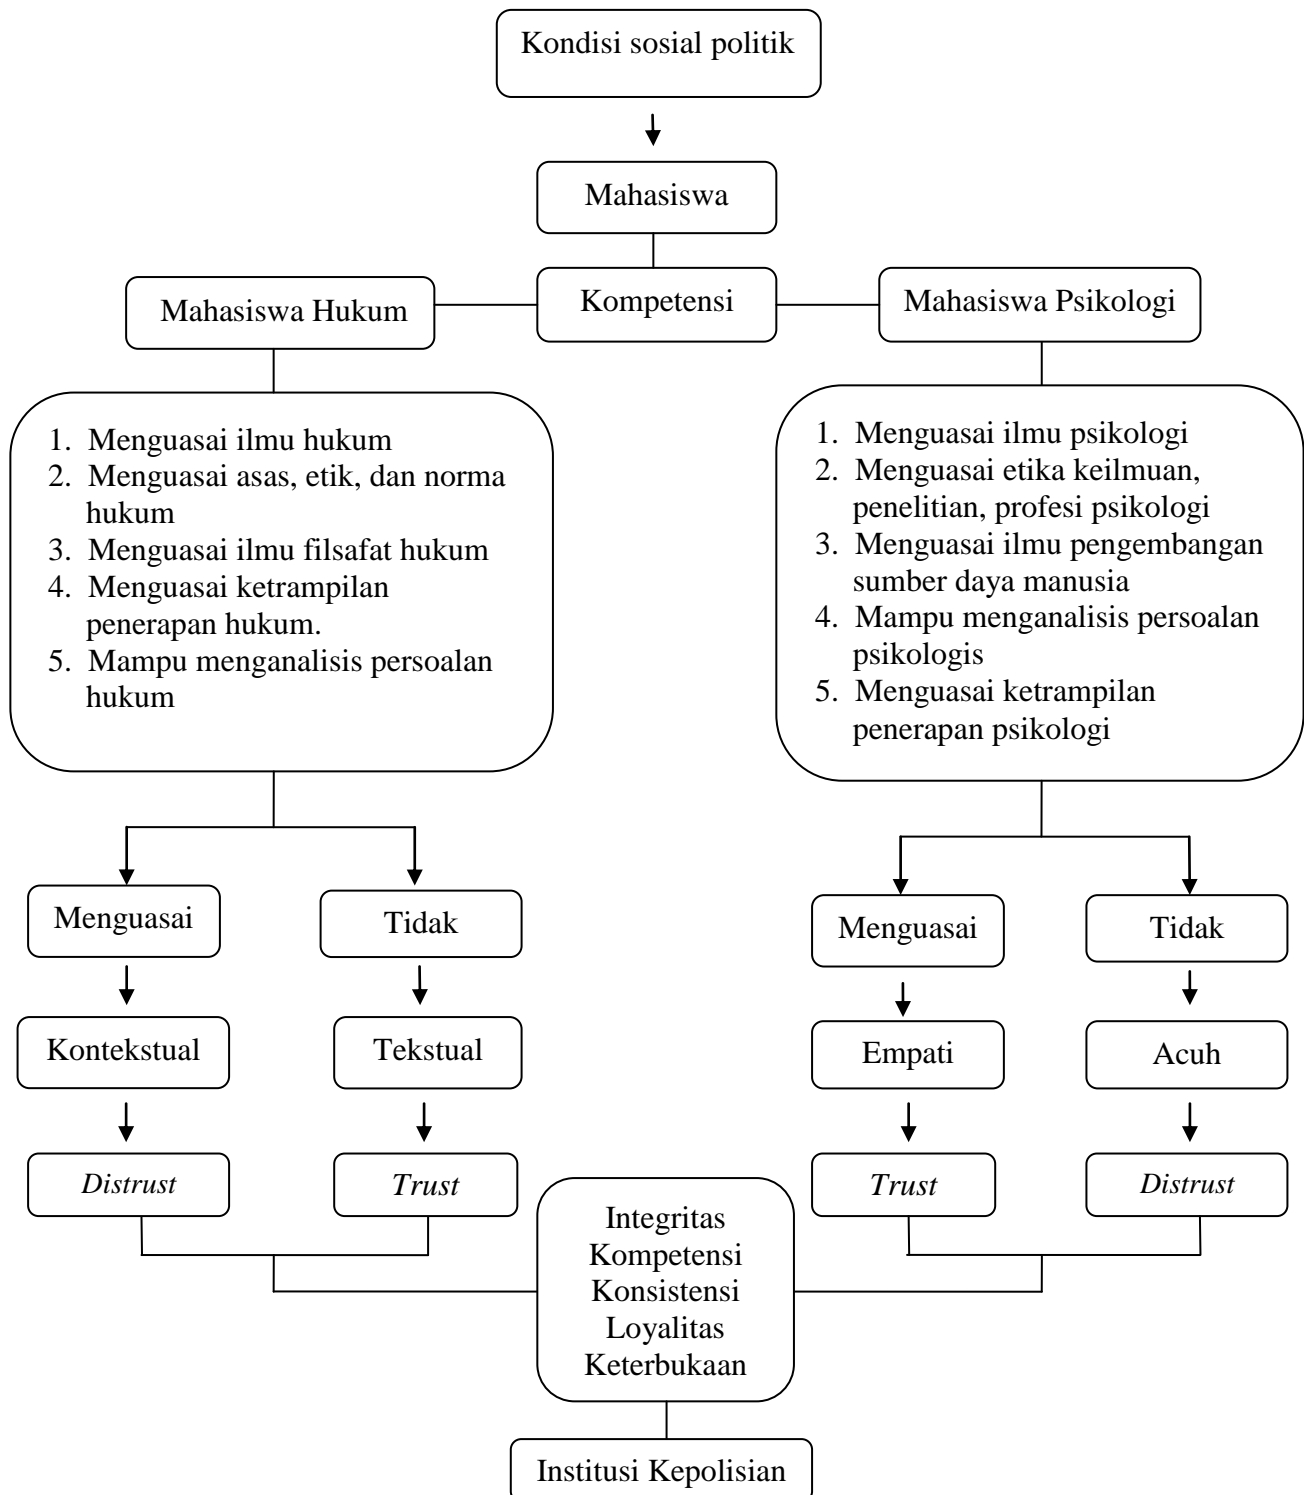 Kondisi sosial politik
Mahasiswa
Mahasiswa Hukum
Kompetensi
Mahasiswa Psikologi
1. Menguasai ilmu hukum
2. Menguasai asas, etik, dan norma
hukum
3. Menguasai ilmu filsafat hukum
4. Menguasai ketrampilan
penerapan hukum.
5. Mampu menganalisis persoalan
hukum
1. Menguasai ilmu psikologi
2. Menguasai etika keilmuan,
penelitian, profesi psikologi
3. Menguasai ilmu pengembangan
sumber daya manusia
4. Mampu menganalisis persoalan
psikologis
5. Menguasai ketrampilan
penerapan psikologi
Menguasai
Tidak
Menguasai
Tidak
Kontekstual
Tekstual
Empati
Acuh
Distrust
Trust
Trust
Distrust
Integritas
Kompetensi
Konsistensi
Loyalitas
Keterbukaan
Institusi Kepolisian